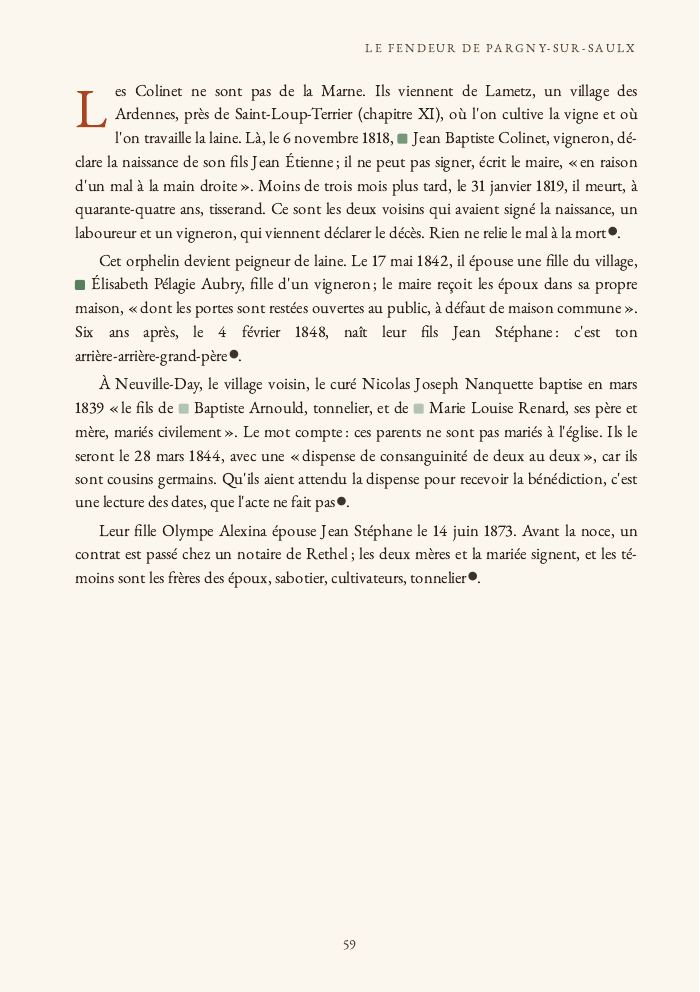 LE FENDEUR DE PARGNY-SUR-SAULX
Les Colinet ne sont pas de la Marne. Ils viennent de Lametz, un village des
Ardennes, près de Saint-Loup-Terrier (chapitre XI), où l'on cultive la vigne et où
l'on travaille la laine. Là, le 6 novembre 1818, Jean Baptiste Colinet, vigneron, dé-
clare la naissance de son fils Jean Étienne ; il ne peut pas signer, écrit le maire, « en raison
d'un mal à la main droite ». Moins de trois mois plus tard, le 31 janvier 1819, il meurt, à
quarante-quatre ans, tisserand. Ce sont les deux voisins qui avaient signé la naissance, un
laboureur et un vigneron, qui viennent déclarer le décès. Rien ne relie le mal à la mort●.
Cet orphelin devient peigneur de laine. Le 17 mai 1842, il épouse une fille du village,
Élisabeth Pélagie Aubry, fille d'un vigneron ; le maire reçoit les époux dans sa propre
maison, « dont les portes sont restées ouvertes au public, à défaut de maison commune ».
Six ans après, le 4 février 1848, naît leur fils Jean Stéphane : c'est ton
arrière-arrière-grand-père●.
À Neuville-Day, le village voisin, le curé Nicolas Joseph Nanquette baptise en mars
1839 « le fils de Baptiste Arnould, tonnelier, et de Marie Louise Renard, ses père et
mère, mariés civilement ». Le mot compte : ces parents ne sont pas mariés à l'église. Ils le
seront le 28 mars 1844, avec une « dispense de consanguinité de deux au deux », car ils
sont cousins germains. Qu'ils aient attendu la dispense pour recevoir la bénédiction, c'est
une lecture des dates, que l'acte ne fait pas●.
Leur fille Olympe Alexina épouse Jean Stéphane le 14 juin 1873. Avant la noce, un
contrat est passé chez un notaire de Rethel ; les deux mères et la mariée signent, et les té-
moins sont les frères des époux, sabotier, cultivateurs, tonnelier●.
59